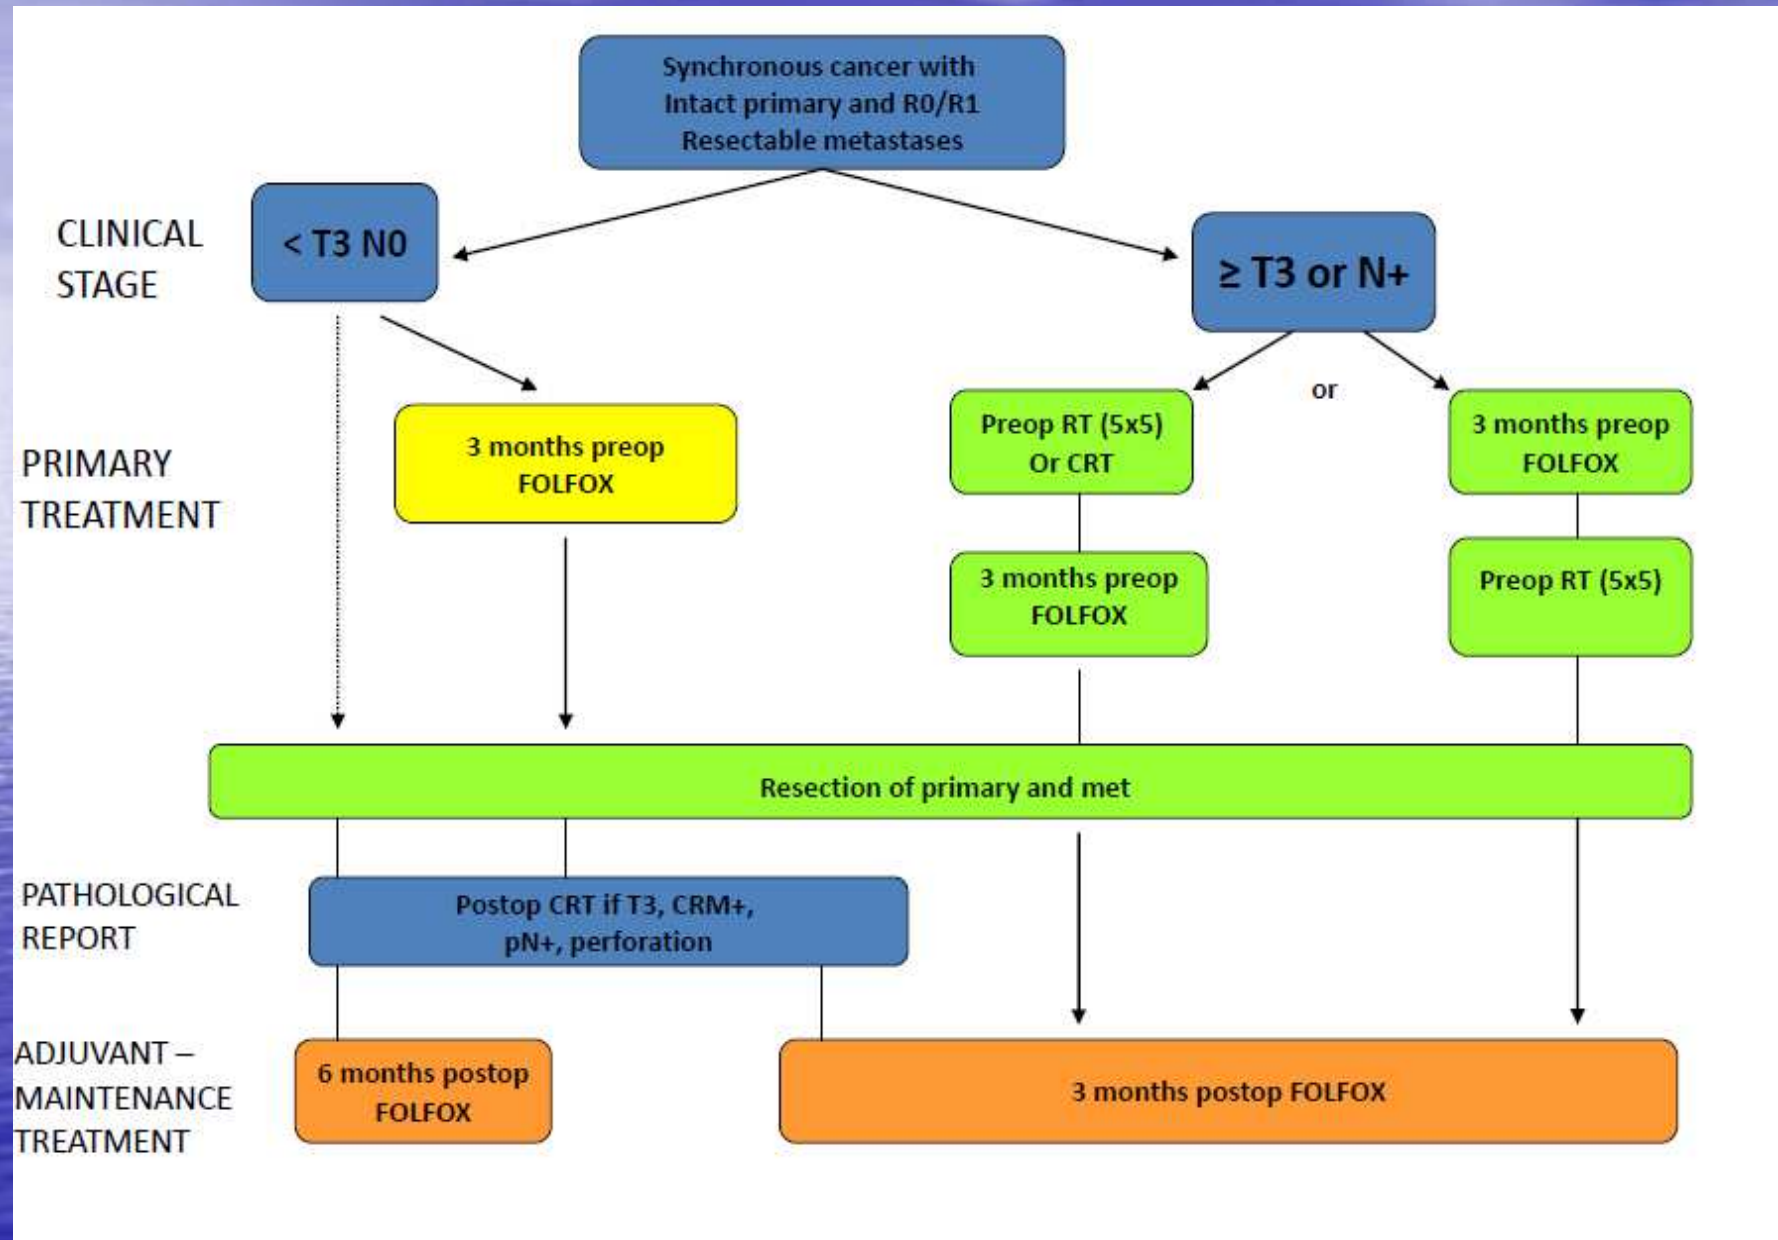 Synchronous cancer with
Intact primary and R0/R1
Resectable metastases
CLINICAL
STAGE
< T3 N0
≥ T3 or N+
or
PRIMARY
TREATMENT
3 months preop
FOLFOX
Preop RT (5x5)
Or CRT
3 months preop
FOLFOX
3 months preop
FOLFOX
Preop RT (5x5)
Resection of primary and met
PATHOLOGICAL
REPORT
Postop CRT if T3, CRM+,
pN+, perforation
ADJUVANT –
MAINTENANCE
TREATMENT
6 months postop
FOLFOX
3 months postop FOLFOX